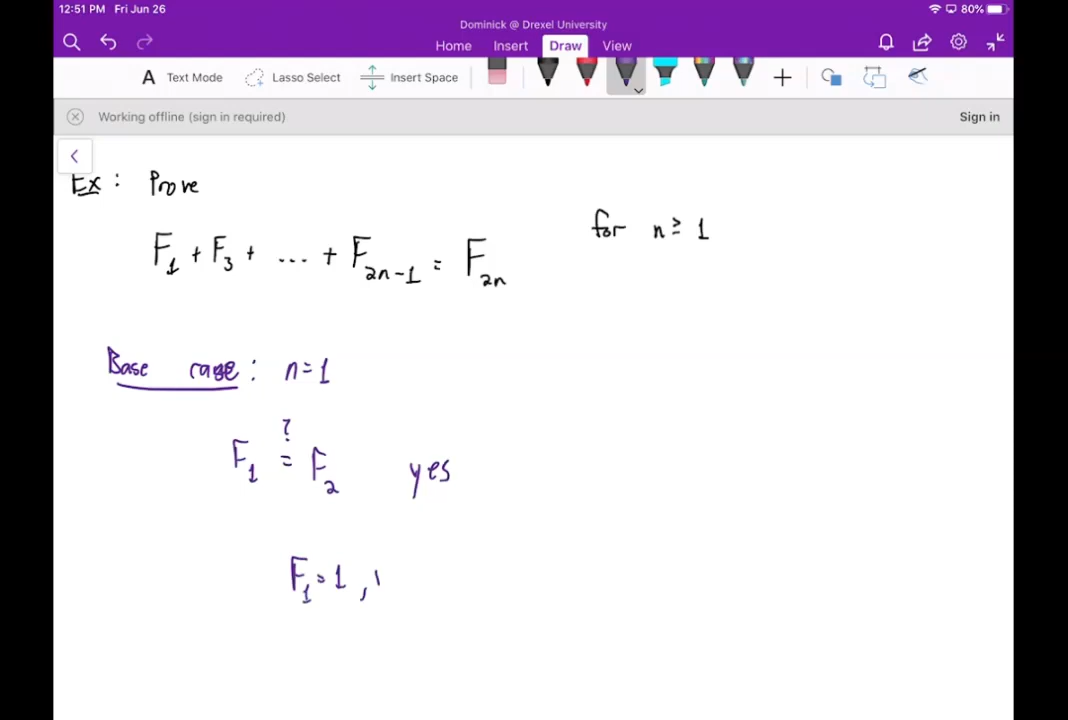 12:51 PM Fri Jun 26
80%
Dominick @ Drexel University
Home Insert Draw View
A Text Mode Lasso Select Insert Space
Working offline (sign in required) Sign in
Ex: Prove
F₁ + F₃ + ... + F₂ₙ₋₁ = F₂ₙ for n ≥ 1
Base case: n=1
?
F₁ = F₂ yes
F₁ = 1 ,